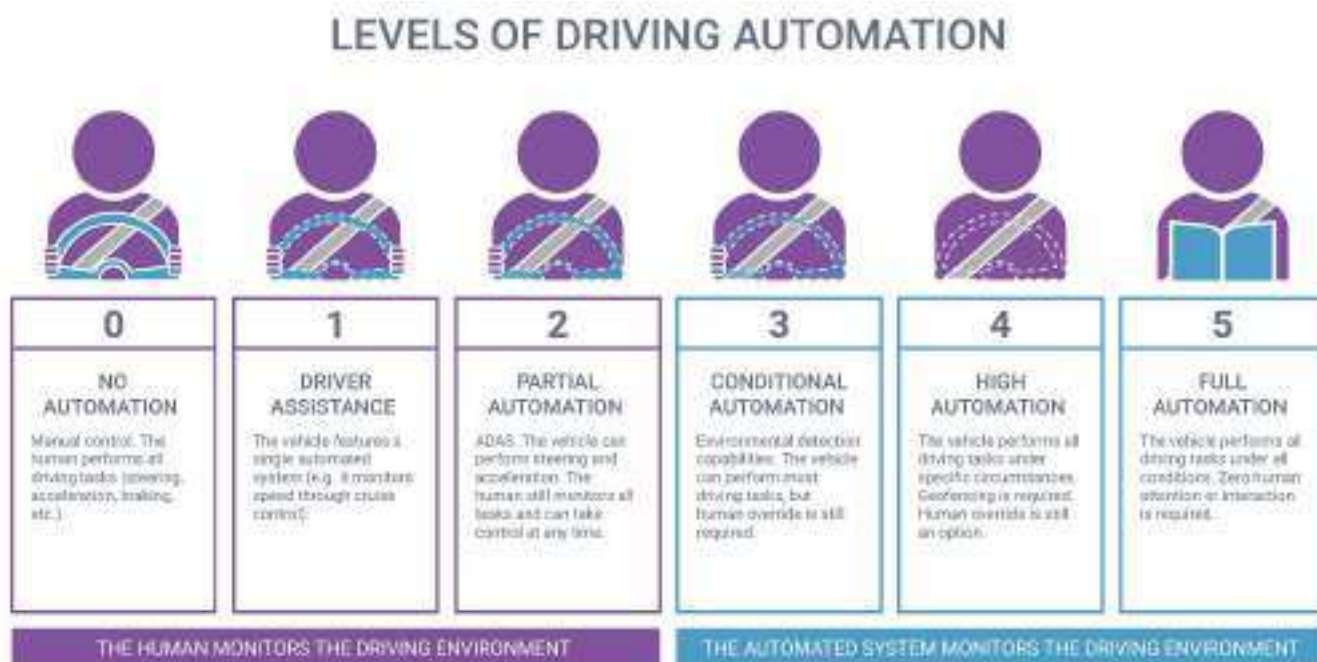 LEVELS OF DRIVING AUTOMATION
0
NO
AUTOMATION
Manual control. The
human performs all
driving tasks (steering,
acceleration, braking,
etc.).
1
DRIVER
ASSISTANCE
The vehicle features a
single automated
system (e.g. it monitors
speed through cruise
control).
2
PARTIAL
AUTOMATION
ADAS. The vehicle can
perform steering and
acceleration. The
human still monitors all
tasks and can take
control at any time.
3
CONDITIONAL
AUTOMATION
Environmental detection
capabilities. The vehicle
can perform most
driving tasks, but
human override is still
required.
4
HIGH
AUTOMATION
The vehicle performs all
driving tasks under
specific circumstances.
Geofencing is required.
Human override is still
an option.
5
FULL
AUTOMATION
The vehicle performs all
driving tasks under all
conditions. Zero human
attention or interaction
is required.
THE HUMAN MONITORS THE DRIVING ENVIRONMENT
THE AUTOMATED SYSTEM MONITORS THE DRIVING ENVIRONMENT